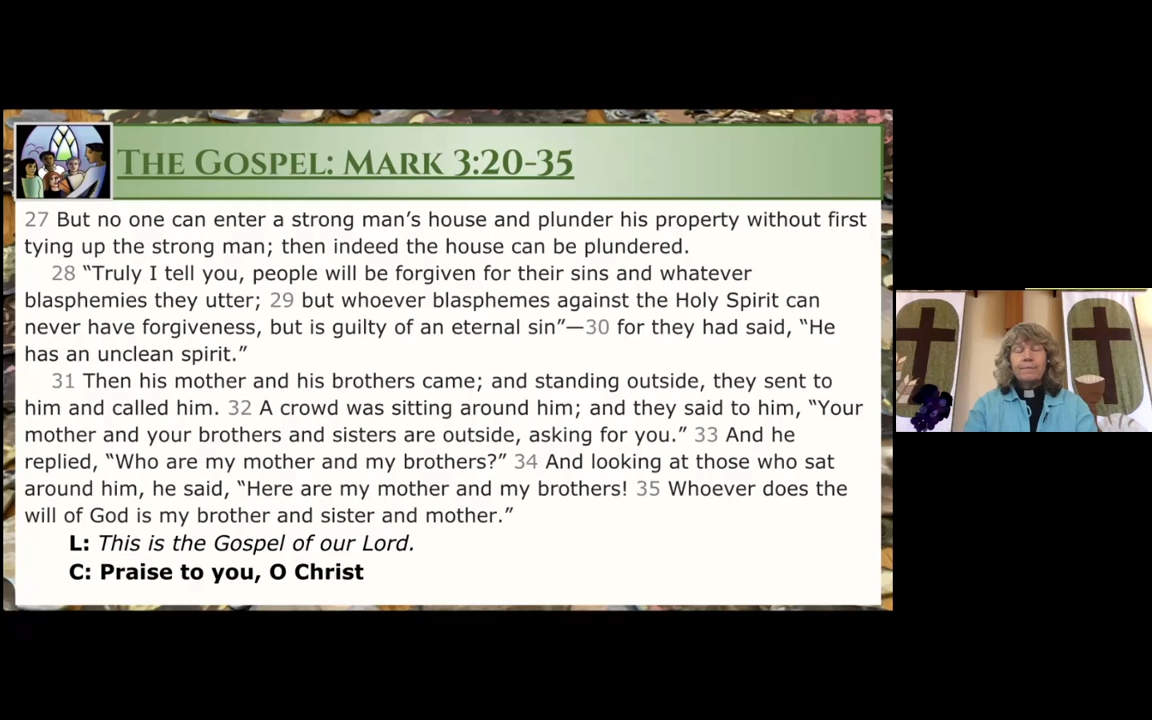 THE GOSPEL: MARK 3:20-35
27 But no one can enter a strong man’s house and plunder his property without first
tying up the strong man; then indeed the house can be plundered.
28 “Truly I tell you, people will be forgiven for their sins and whatever
blasphemies they utter; 29 but whoever blasphemes against the Holy Spirit can
never have forgiveness, but is guilty of an eternal sin”—30 for they had said, “He
has an unclean spirit.”
31 Then his mother and his brothers came; and standing outside, they sent to
him and called him. 32 A crowd was sitting around him; and they said to him, “Your
mother and your brothers and sisters are outside, asking for you.” 33 And he
replied, “Who are my mother and my brothers?” 34 And looking at those who sat
around him, he said, “Here are my mother and my brothers! 35 Whoever does the
will of God is my brother and sister and mother.”
L: This is the Gospel of our Lord.
C: Praise to you, O Christ